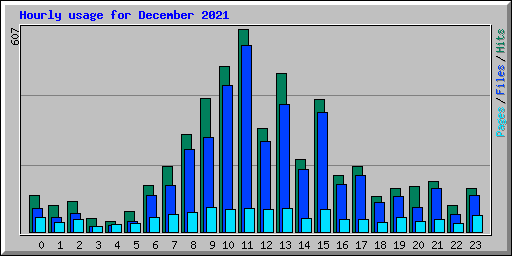 Hourly usage for December 2021
607
Pages/Files/Hits
0 1 2 3 4 5 6 7 8 9 10 11 12 13 14 15 16 17 18 19 20 21 22 23